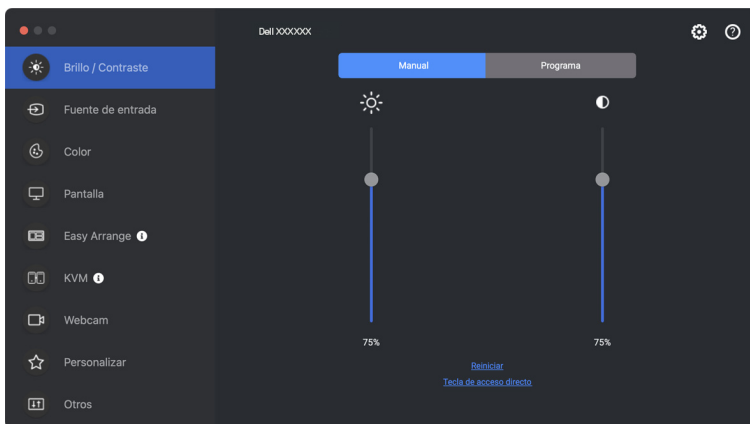 Dell XXXXXX
Brillo / Contraste
Fuente de entrada
Color
Pantalla
Easy Arrange
KVM
Webcam
Personalizar
Otros
Manual
Programa
75%
75%
Reiniciar
Tecla de acceso directo